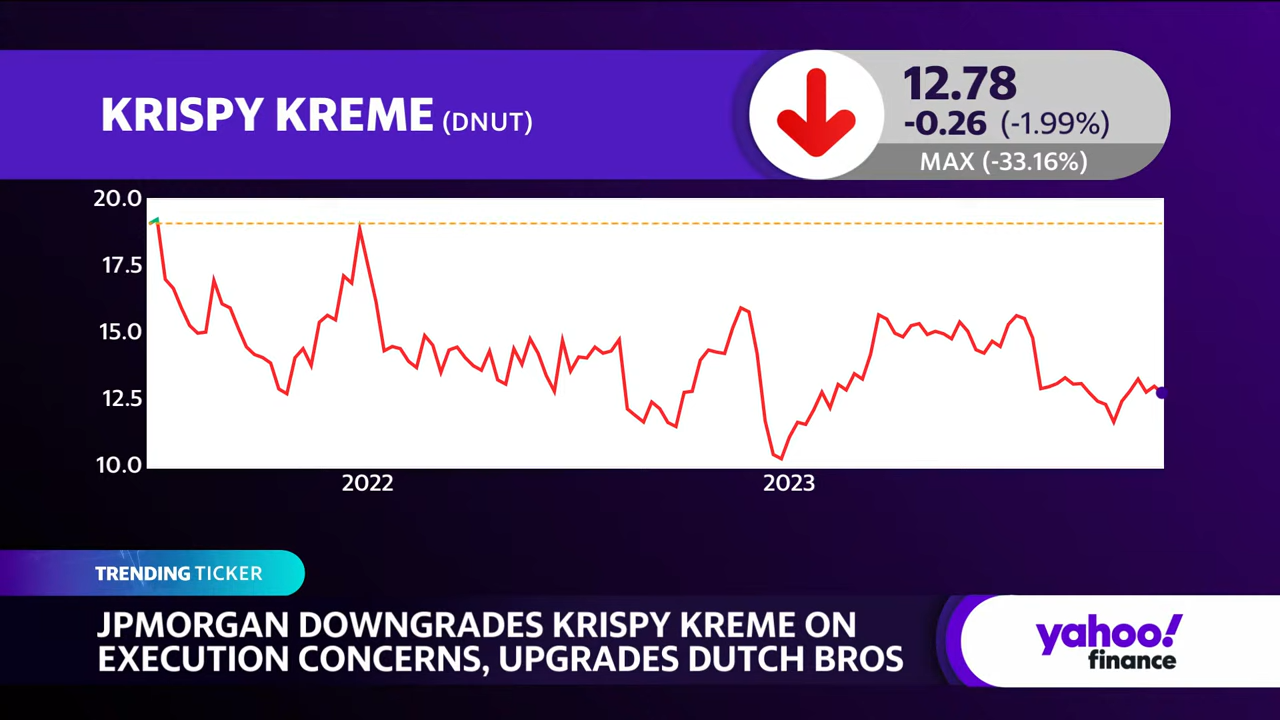 KRISPY KREME (DNUT)
12.78
-0.26 (-1.99%)
MAX (-33.16%)
20.0
17.5
15.0
12.5
10.0
2022
2023
TRENDING TICKER
JPMORGAN DOWNGRADES KRISPY KREME ON
EXECUTION CONCERNS, UPGRADES DUTCH BROS
yahoo!
finance